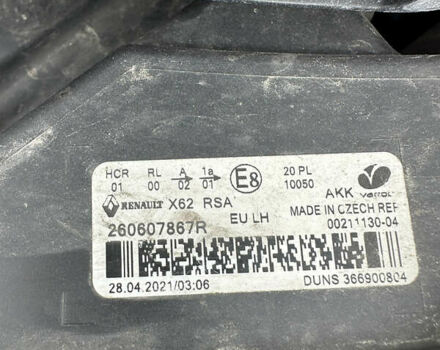 HCR RL A 1a E8 20 PL
01 00 02 01 10050
RENAULT X62 RSA AKK Varroc
EU LH MADE IN CZECH REP
260607867R 00211130-04
28.04.2021/03:06 DUNS 366900804